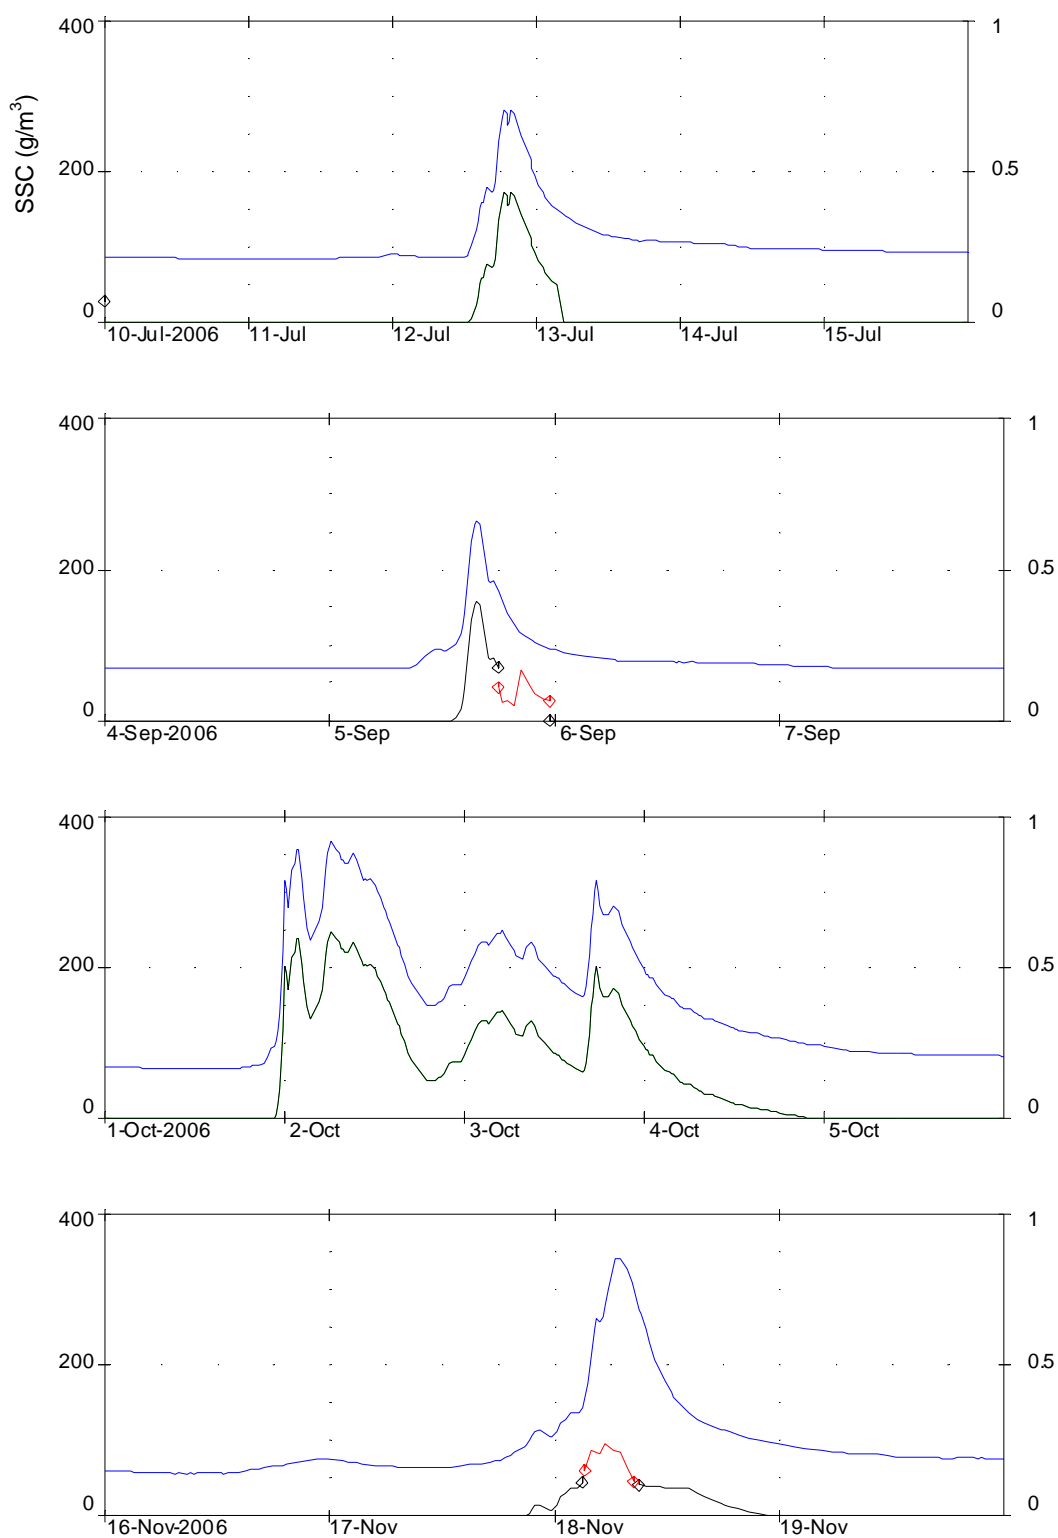 400 1
SSC (g/m³)
200 0.5
0 0
10-Jul-2006 11-Jul 12-Jul 13-Jul 14-Jul 15-Jul
400 1
200 0.5
0 0
4-Sep-2006 5-Sep 6-Sep 7-Sep
400 1
200 0.5
0 0
1-Oct-2006 2-Oct 3-Oct 4-Oct 5-Oct
400 1
200 0.5
0 0
16-Nov-2006 17-Nov 18-Nov 19-Nov